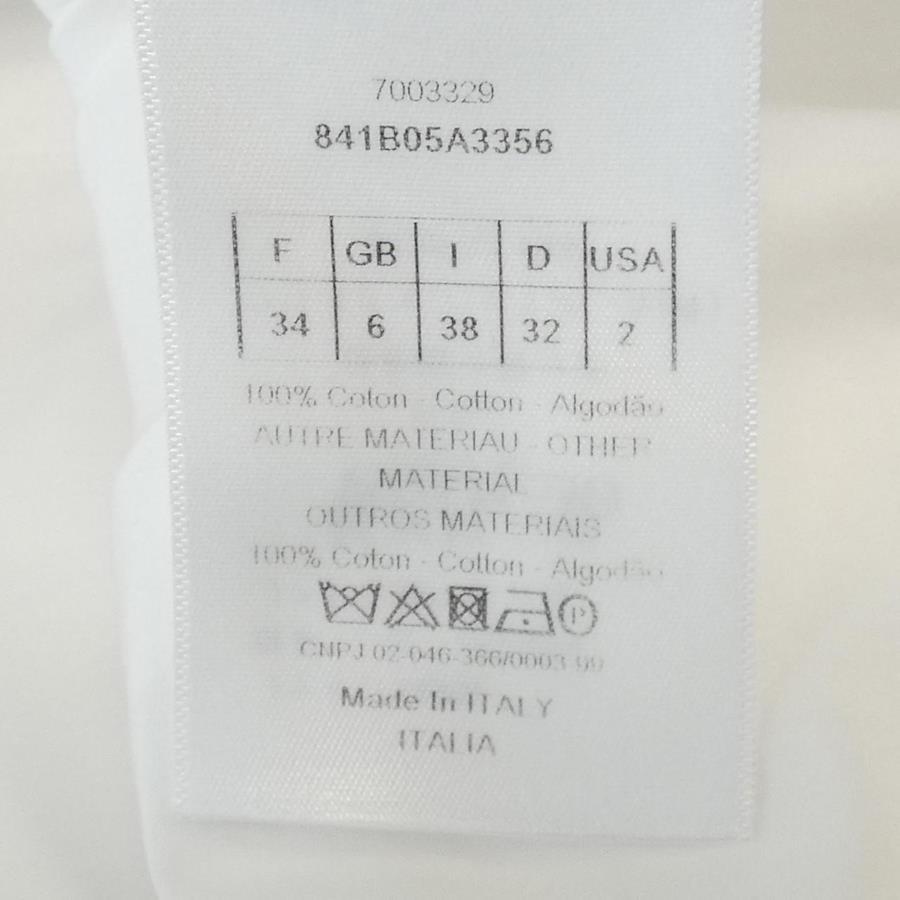 7003329
841B05A3356
F GB I D USA
34 6 38 32 2
100% Coton - Cotton - Algodão
AUTRE MATERIAU - OTHER
MATERIAL
OUTROS MATERIAIS
100% Coton - Cotton - Algodão
P
CNPJ 02-046-366/0003-99
Made In ITALY
ITALIA